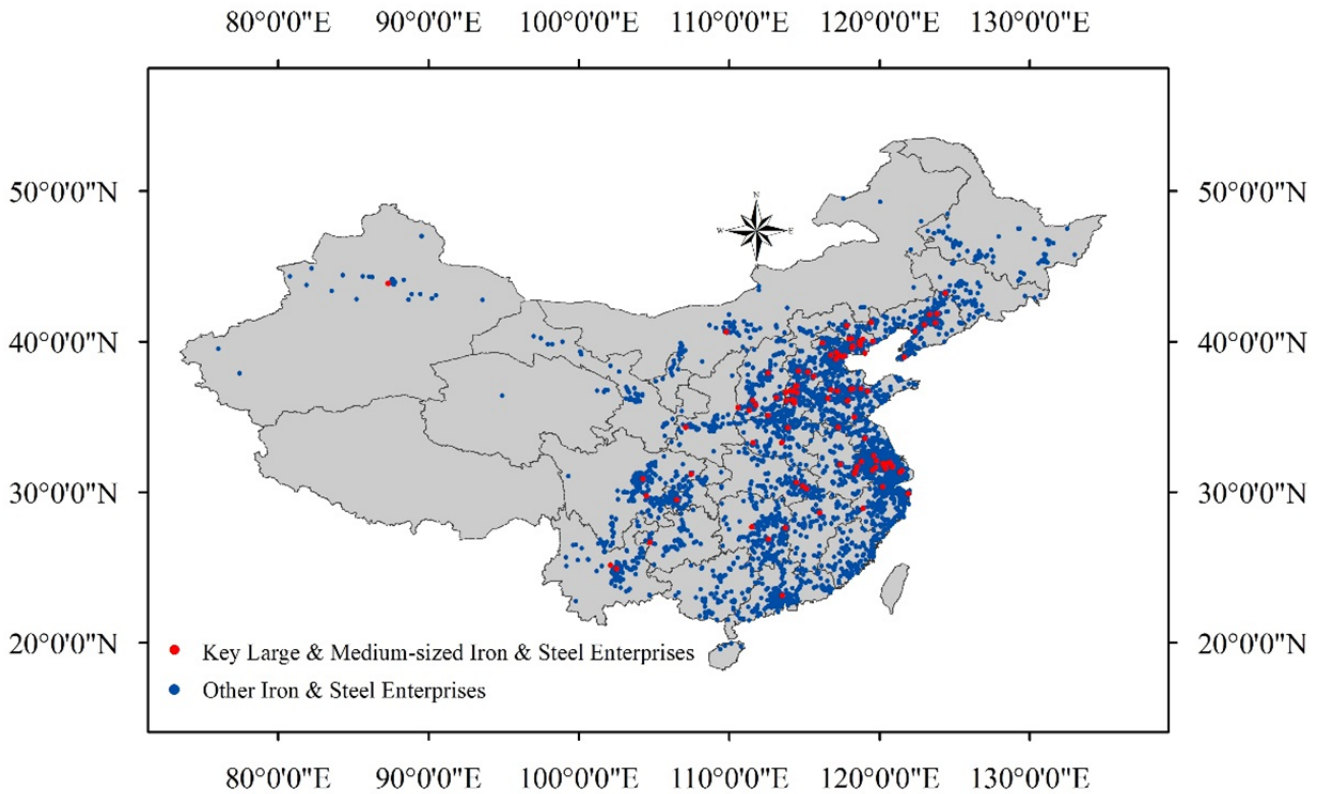 80°0'0"E 90°0'0"E 100°0'0"E 110°0'0"E 120°0'0"E 130°0'0"E
50°0'0"N 50°0'0"N
N
W E
40°0'0"N 40°0'0"N
30°0'0"N 30°0'0"N
20°0'0"N 20°0'0"N
Key Large & Medium-sized Iron & Steel Enterprises
Other Iron & Steel Enterprises
80°0'0"E 90°0'0"E 100°0'0"E 110°0'0"E 120°0'0"E 130°0'0"E